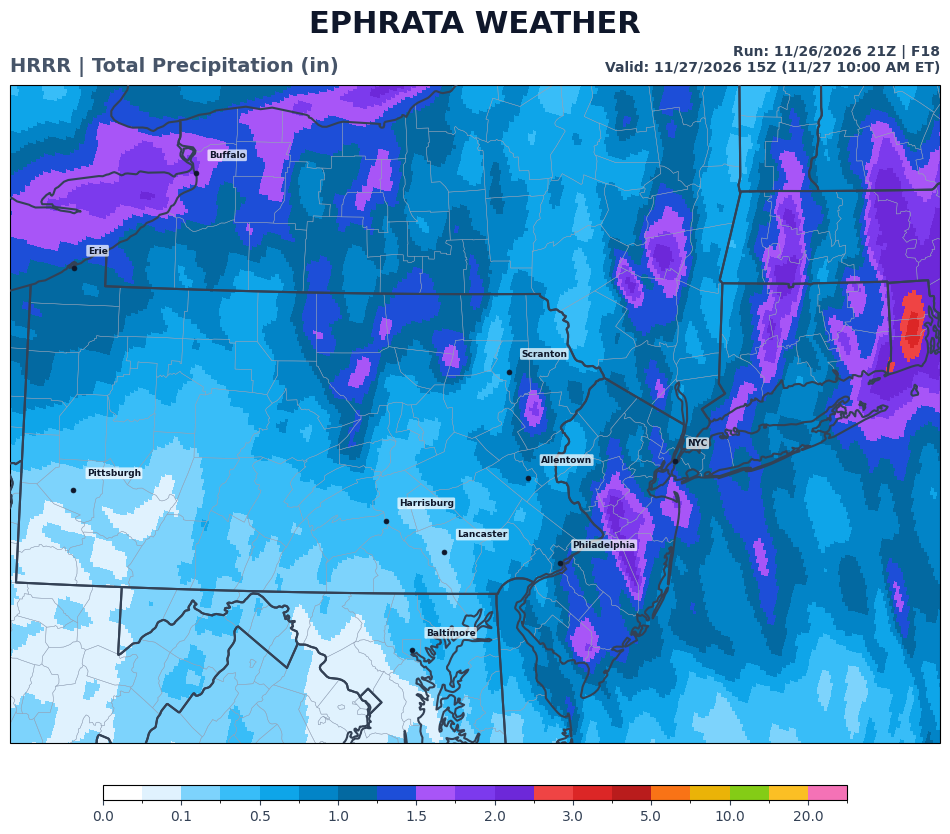 EPHRATA WEATHER
HRRR | Total Precipitation (in)
Run: 11/26/2026 21Z | F18
Valid: 11/27/2026 15Z (11/27 10:00 AM ET)
Buffalo
Erie
Scranton
NYC
Allentown
Pittsburgh
Harrisburg
Lancaster
Philadelphia
Baltimore
0.0 0.1 0.5 1.0 1.5 2.0 3.0 5.0 10.0 20.0